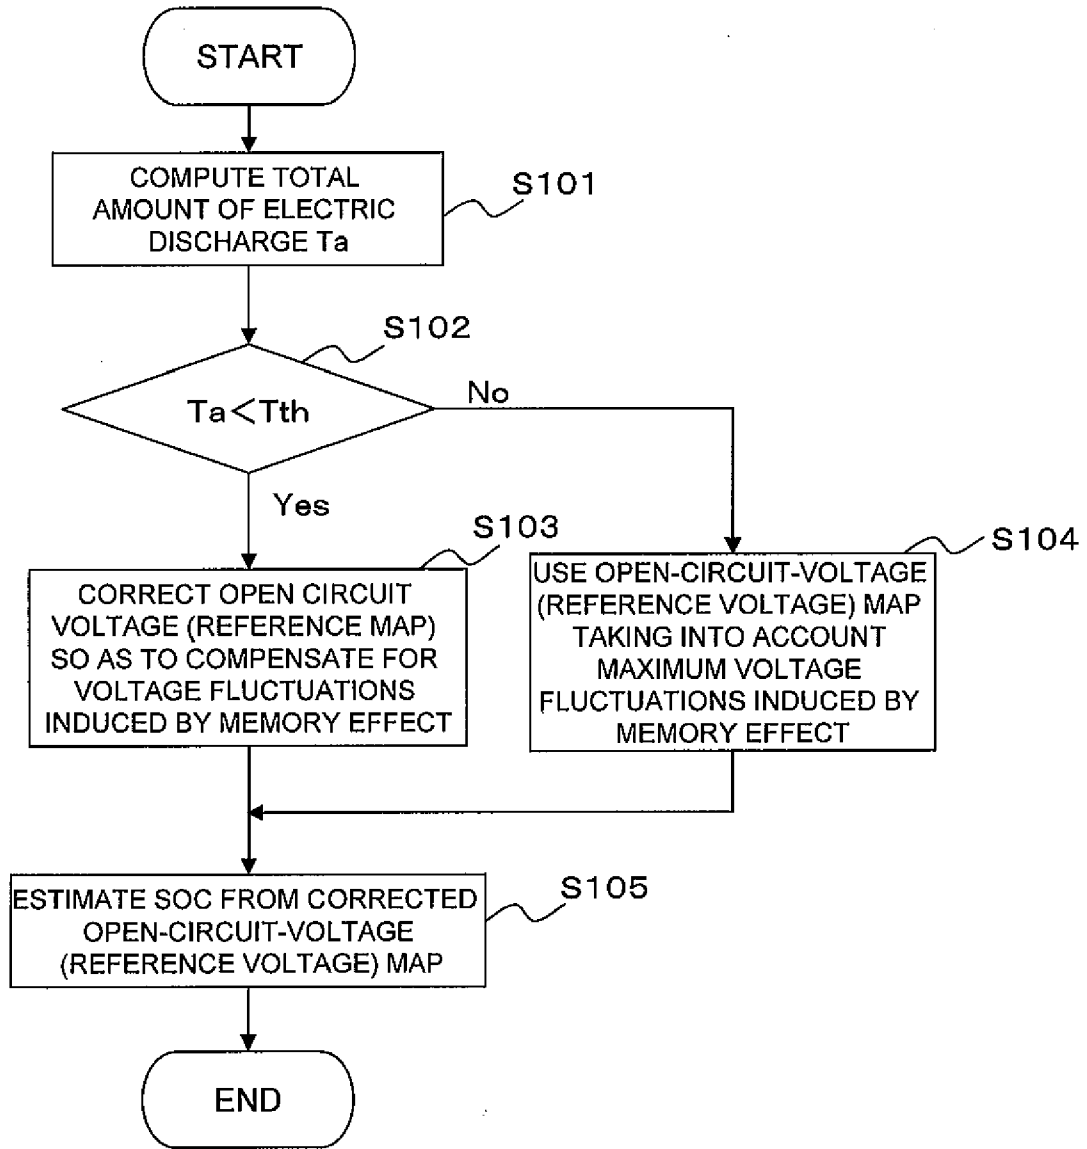 START
COMPUTE TOTAL
AMOUNT OF ELECTRIC
DISCHARGE Ta
S101
S102
Ta<Tth
No
Yes
S103
CORRECT OPEN CIRCUIT
VOLTAGE (REFERENCE MAP)
SO AS TO COMPENSATE FOR
VOLTAGE FLUCTUATIONS
INDUCED BY MEMORY EFFECT
S104
USE OPEN-CIRCUIT-VOLTAGE
(REFERENCE VOLTAGE) MAP
TAKING INTO ACCOUNT
MAXIMUM VOLTAGE
FLUCTUATIONS INDUCED BY
MEMORY EFFECT
ESTIMATE SOC FROM CORRECTED
OPEN-CIRCUIT-VOLTAGE
(REFERENCE VOLTAGE) MAP
S105
END